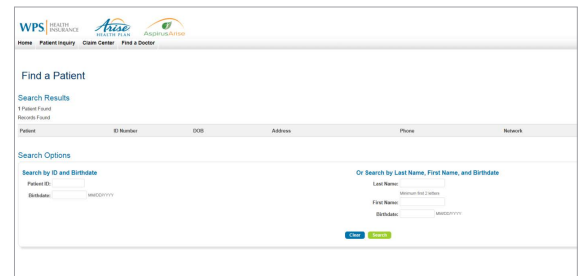 WPS HEALTH INSURANCE Arise HEALTH PLAN AspirusArise
Home Patient Inquiry Claim Center Find a Doctor
Find a Patient
Search Results
1 Patient Found
Records Found
Patient ID Number DOB Address Phone Network
Search Options
Search by ID and Birthdate Or Search by Last Name, First Name, and Birthdate
Patient ID: Last Name:
Minimum first 2 letters
Birthdate: MM/DD/YYYY First Name:
Birthdate: MM/DD/YYYY
Clear Search